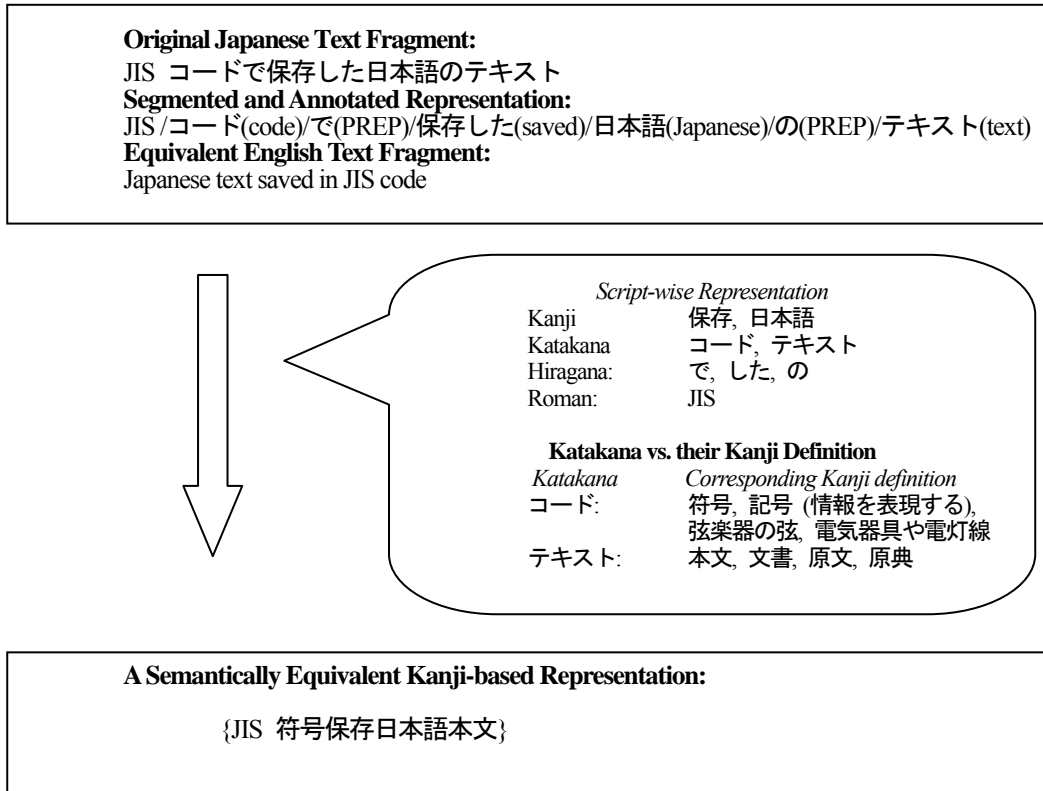 Original Japanese Text Fragment:
JIS コードで保存した日本語のテキスト
Segmented and Annotated Representation:
JIS /コード(code)/で(PREP)/保存した(saved)/日本語(Japanese)/の(PREP)/テキスト(text)
Equivalent English Text Fragment:
Japanese text saved in JIS code
Script-wise Representation
Kanji 保存, 日本語
Katakana コード, テキスト
Hiragana: で, した, の
Roman: JIS
Katakana vs. their Kanji Definition
Katakana Corresponding Kanji definition
コード: 符号, 記号 (情報を表現する),
弦楽器の弦, 電気器具や電灯線
テキスト: 本文, 文書, 原文, 原典
A Semantically Equivalent Kanji-based Representation:
{JIS 符号保存日本語本文}